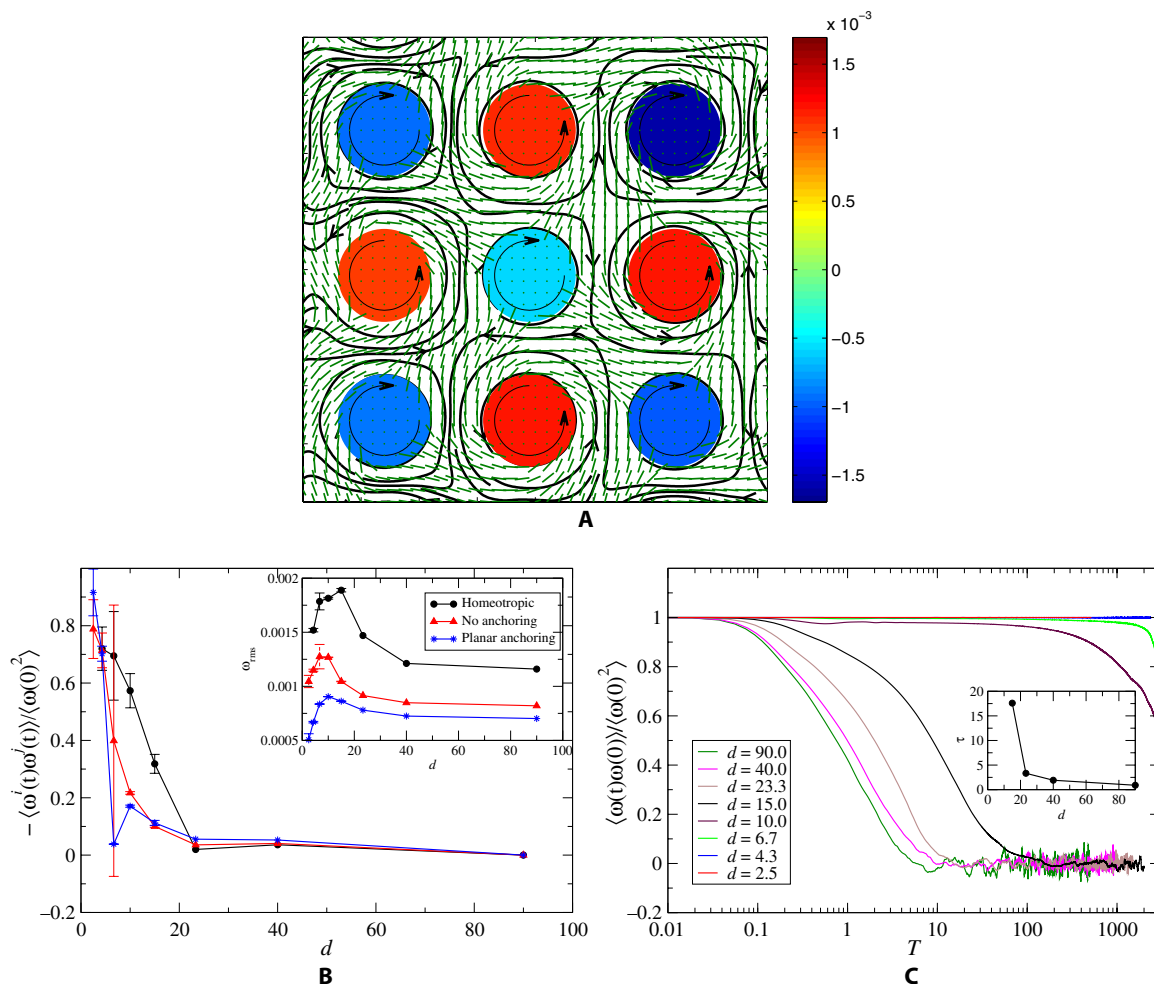 x 10⁻³
1.5
1
0.5
0
−0.5
−1
−1.5
A
− ⟨ωⁱ(t)ωʲ(t)⟩/⟨ω(0)²⟩
0.8
0.6
0.4
0.2
0
−0.2
0 20 40 60 80 100
d
ω_rms
0.002
0.0015
0.001
0.0005
0 20 40 60 80 100
d
Homeotropic
No anchoring
Planar anchoring
B
⟨ω(t)ω(0)⟩/⟨ω(0)²⟩
1
0.8
0.6
0.4
0.2
0
−0.2
0.01 0.1 1 10 100 1000
T
d = 90.0
d = 40.0
d = 23.3
d = 15.0
d = 10.0
d = 6.7
d = 4.3
d = 2.5
τ
20
15
10
5
0
0 20 40 60 80
d
C